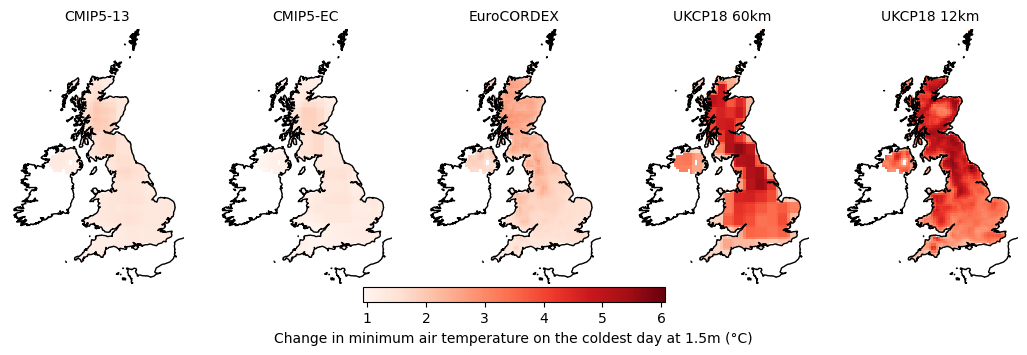 CMIP5-13 CMIP5-EC EuroCORDEX UKCP18 60km UKCP18 12km
1 2 3 4 5 6
Change in minimum air temperature on the coldest day at 1.5m (°C)